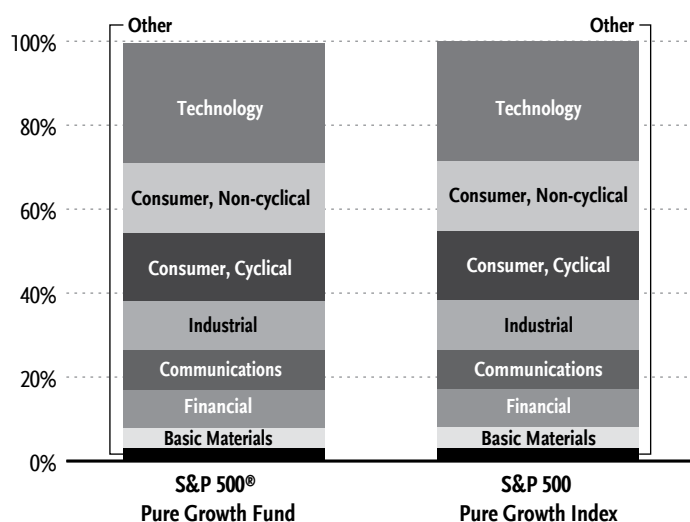 Other
Other
100%
80%
60%
40%
20%
0%
Technology
Consumer, Non-cyclical
Consumer, Cyclical
Industrial
Communications
Financial
Basic Materials
S&P 500®
Pure Growth Fund
Technology
Consumer, Non-cyclical
Consumer, Cyclical
Industrial
Communications
Financial
Basic Materials
S&P 500
Pure Growth Index